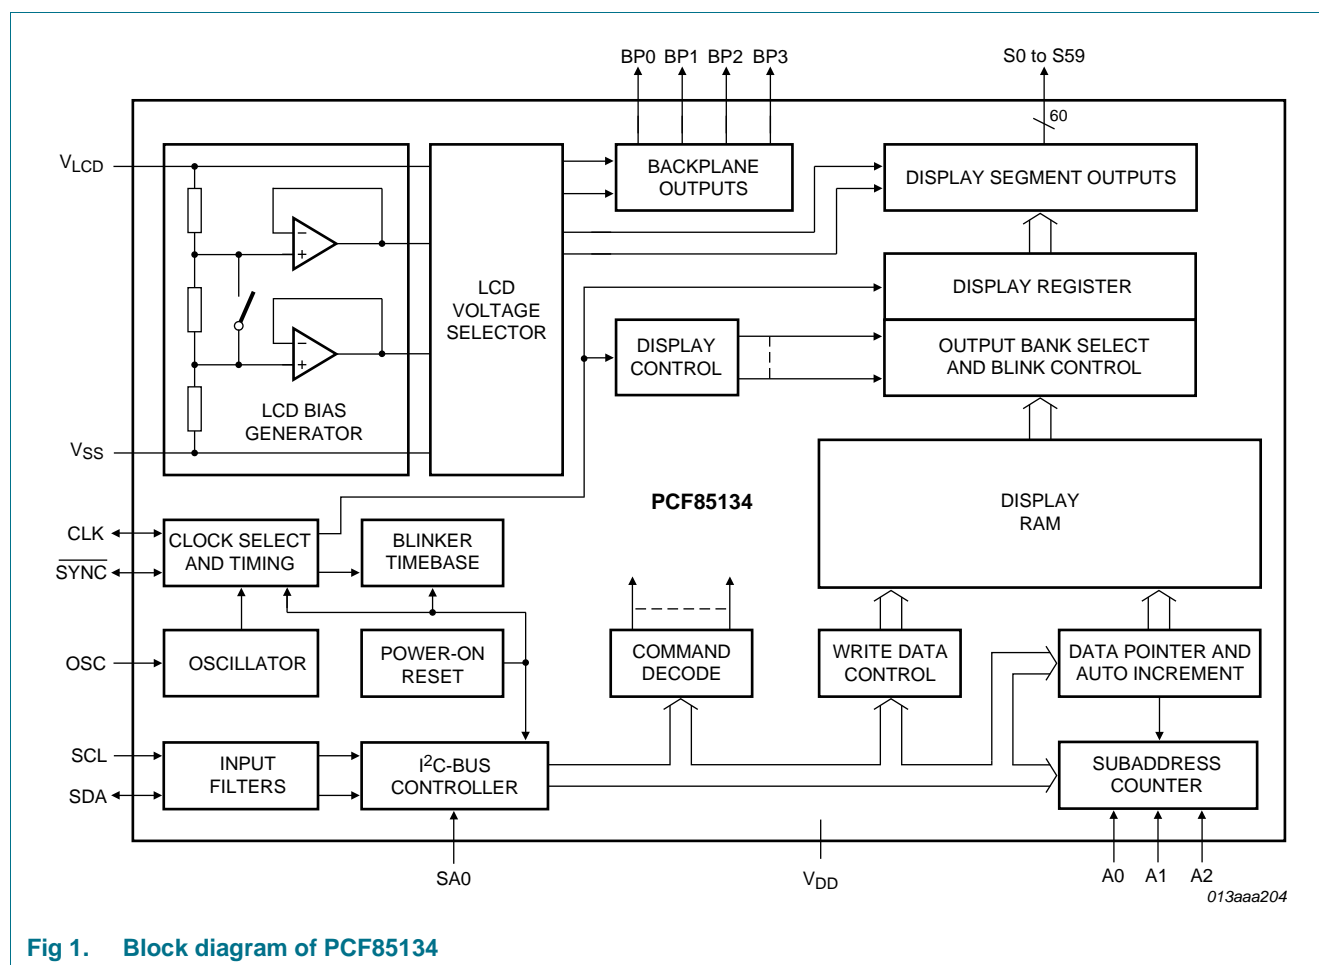 BP0 BP1 BP2 BP3
S0 to S59
60
VLCD
BACKPLANE
OUTPUTS
DISPLAY SEGMENT OUTPUTS
−
+
LCD
VOLTAGE
SELECTOR
DISPLAY REGISTER
−
+
DISPLAY
CONTROL
OUTPUT BANK SELECT
AND BLINK CONTROL
LCD BIAS
GENERATOR
VSS
PCF85134
DISPLAY
RAM
CLK
SYNC
CLOCK SELECT
AND TIMING
BLINKER
TIMEBASE
OSC
OSCILLATOR
POWER-ON
RESET
COMMAND
DECODE
WRITE DATA
CONTROL
DATA POINTER AND
AUTO INCREMENT
SCL
SDA
INPUT
FILTERS
I2C-BUS
CONTROLLER
SUBADDRESS
COUNTER
SA0
VDD
A0 A1 A2
013aaa204
Fig 1. Block diagram of PCF85134